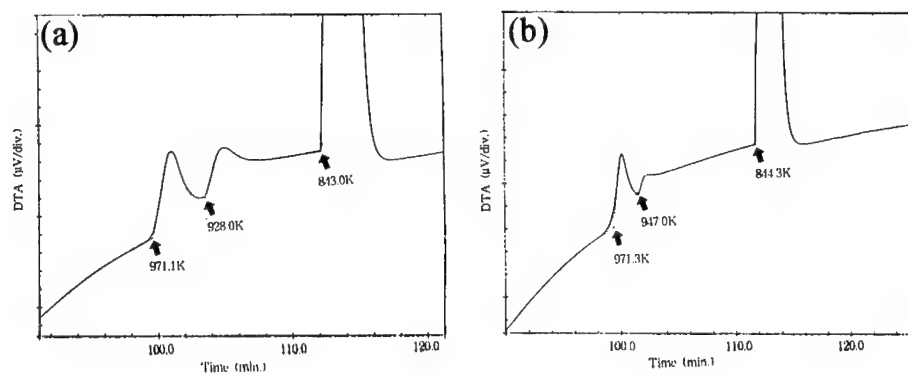 (a)
DTA (μV/div.)
971.1K
928.0K
843.0K
100.0
110.0
120.0
Time (min.)
(b)
DTA (μV/div.)
971.3K
947.0K
844.3K
100.0
110.0
120.0
Time (min.)